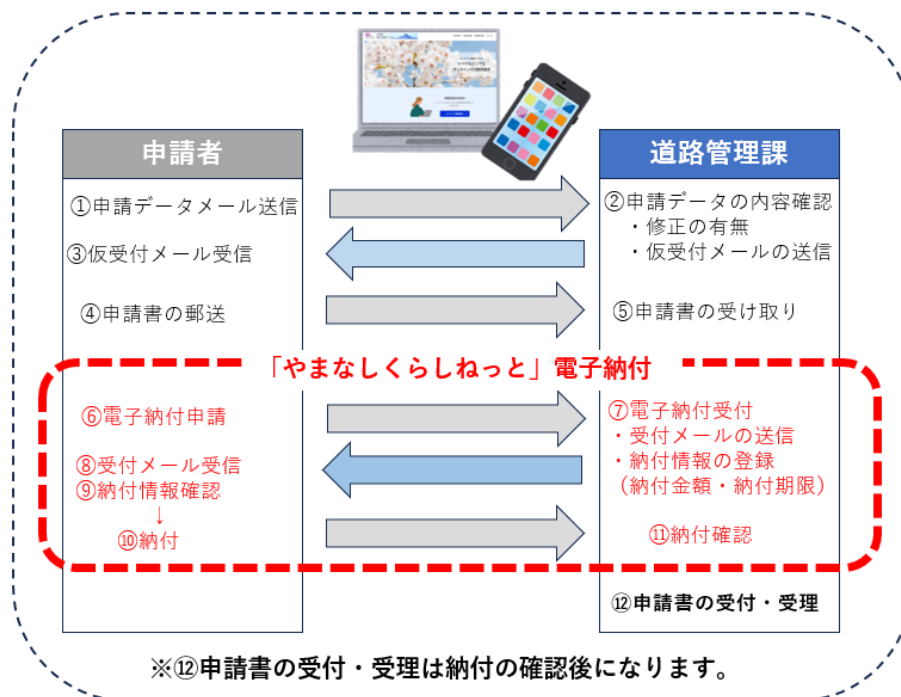 申請者
道路管理課
①申請データメール送信
②申請データの内容確認
・修正の有無
・仮受付メールの送信
③仮受付メール受信
④申請書の郵送
⑤申請書の受け取り
「やまなしくらしねっと」電子納付
⑥電子納付申請
⑦電子納付受付
・受付メールの送信
・納付情報の登録
（納付金額・納付期限）
⑧受付メール受信
⑨納付情報確認
↓
⑩納付
⑪納付確認
⑫申請書の受付・受理
※⑫申請書の受付・受理は納付の確認後になります。